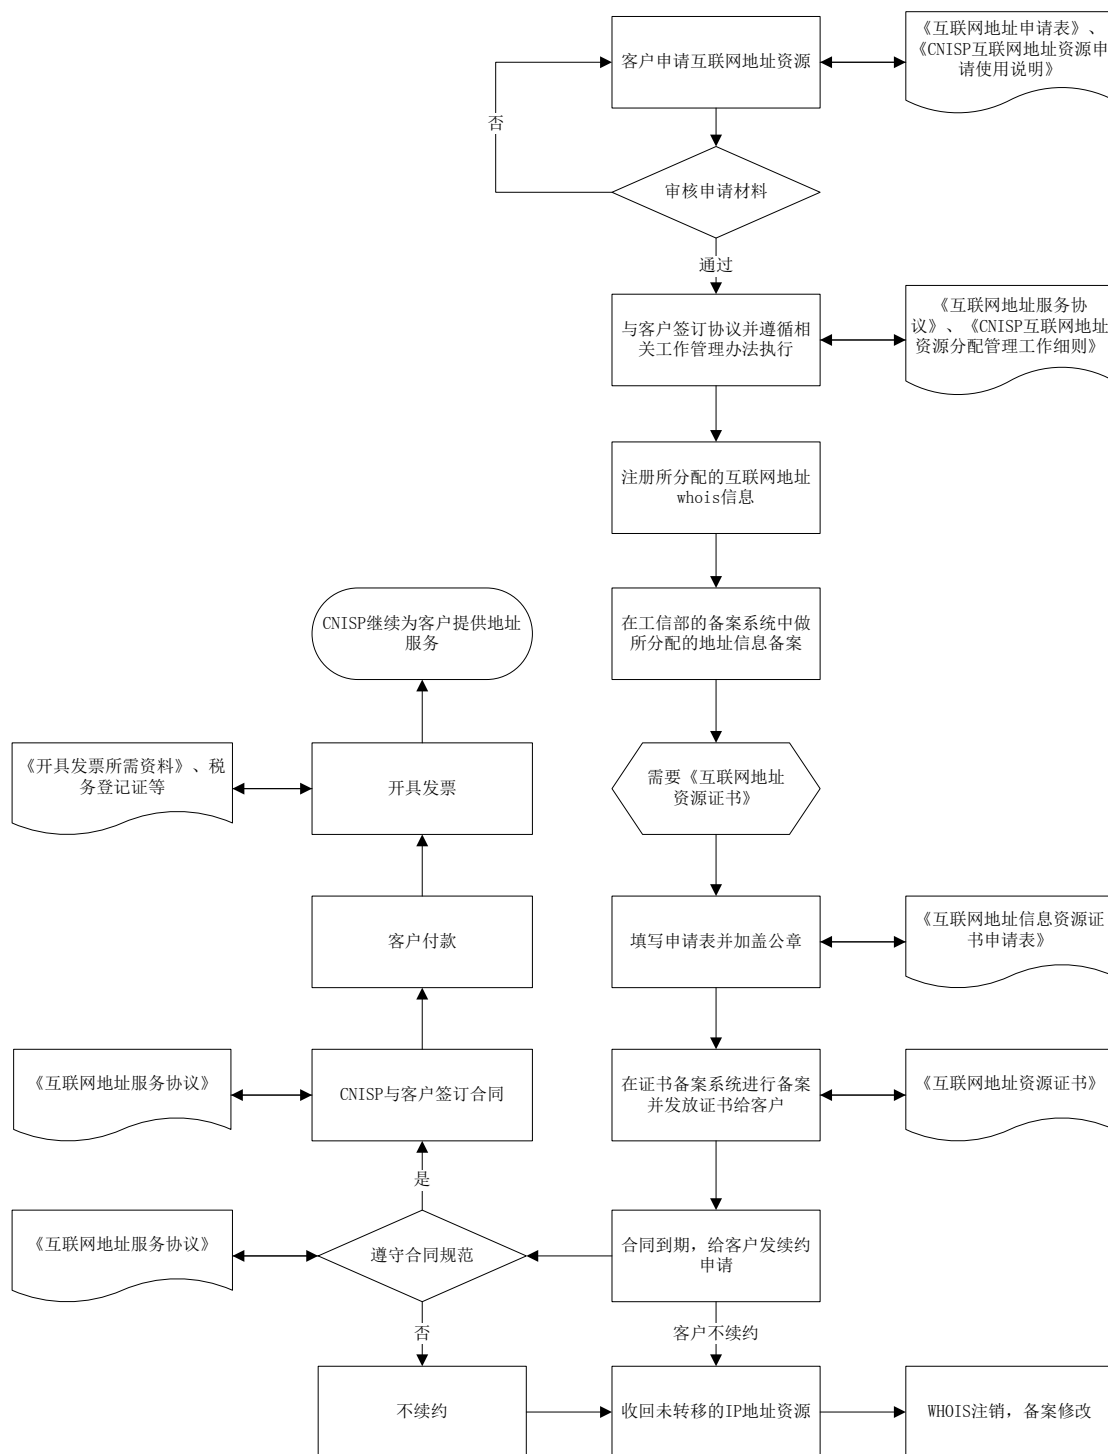 客户申请互联网地址资源
《互联网地址申请表》、
《CNISP互联网地址资源申
请使用说明》
否
审核申请材料
通过
与客户签订协议并遵循相
关工作管理办法执行
《互联网地址服务协
议》、《CNISP互联网地址
资源分配管理工作细则》
注册所分配的互联网地址
whois信息
在工信部的备案系统中做
所分配的地址信息备案
CNISP继续为客户提供地址
服务
需要《互联网地址
资源证书》
《开具发票所需资料》、税
务登记证等
开具发票
客户付款
填写申请表并加盖公章
《互联网地址信息资源证
书申请表》
《互联网地址服务协议》
CNISP与客户签订合同
在证书备案系统进行备案
并发放证书给客户
《互联网地址资源证书》
是
《互联网地址服务协议》
遵守合同规范
合同到期，给客户发续约
申请
否
客户不续约
不续约
收回未转移的IP地址资源
WHOIS注销，备案修改